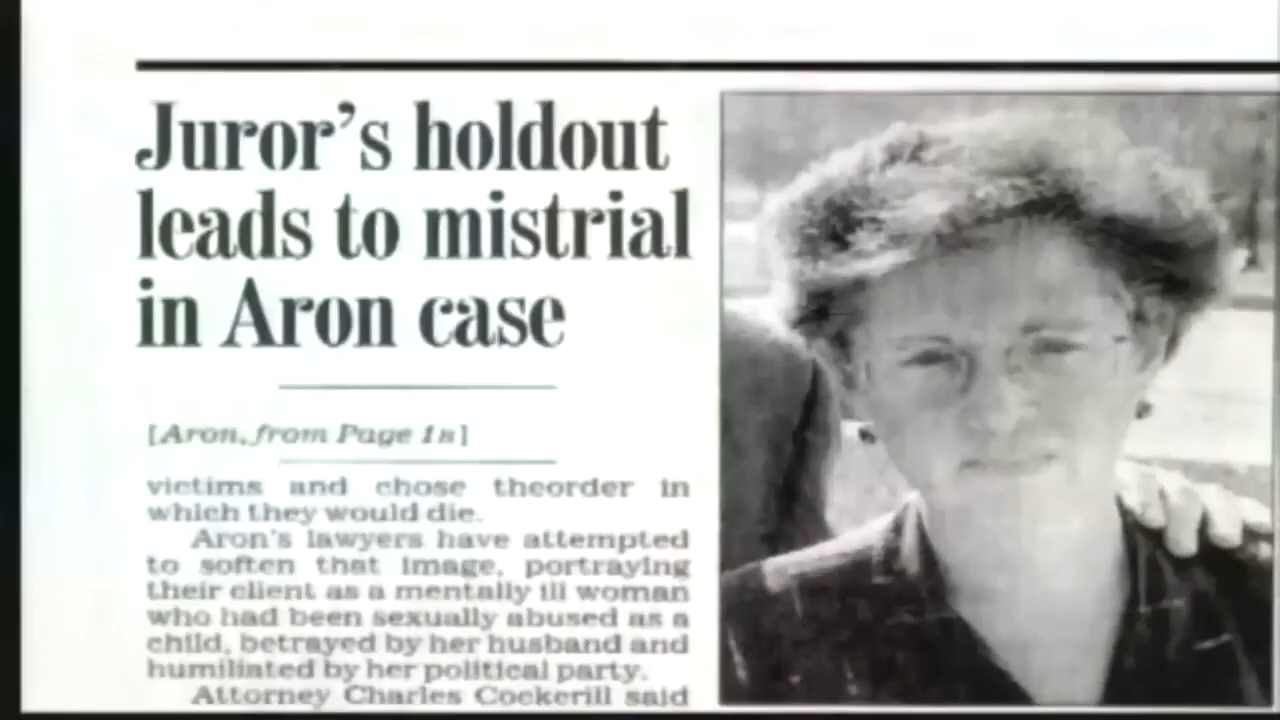 Juror's holdout
leads to mistrial
in Aron case
[Aron, from Page 1B]
victims and chose theorder in
which they would die.
Aron's lawyers have attempted
to soften that image, portraying
their client as a mentally ill woman
who had been sexually abused as a
child, betrayed by her husband and
humiliated by her political party.
Attorney Charles Cockerill said